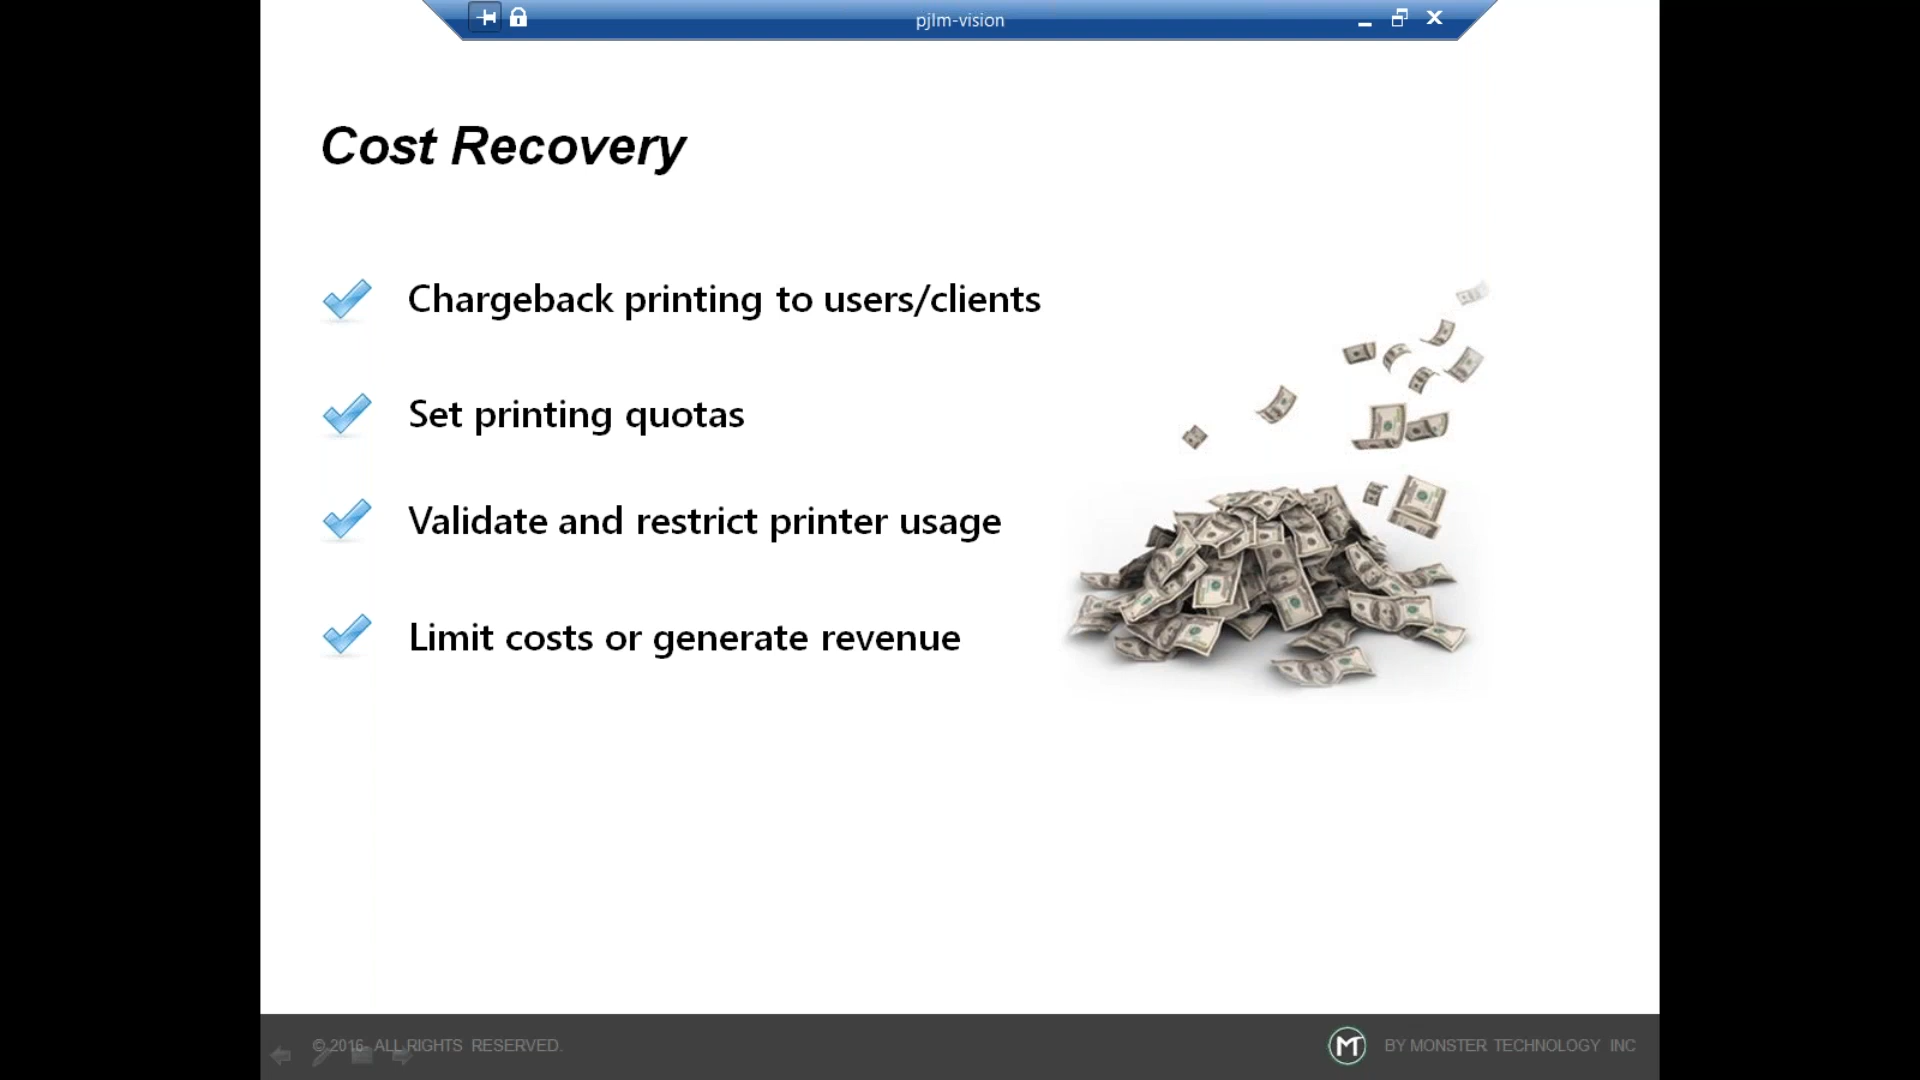 pjlm-vision
Cost Recovery
Chargeback printing to users/clients
Set printing quotas
Validate and restrict printer usage
Limit costs or generate revenue
© 2016- ALL RIGHTS RESERVED.
MT BY MONSTER TECHNOLOGY INC